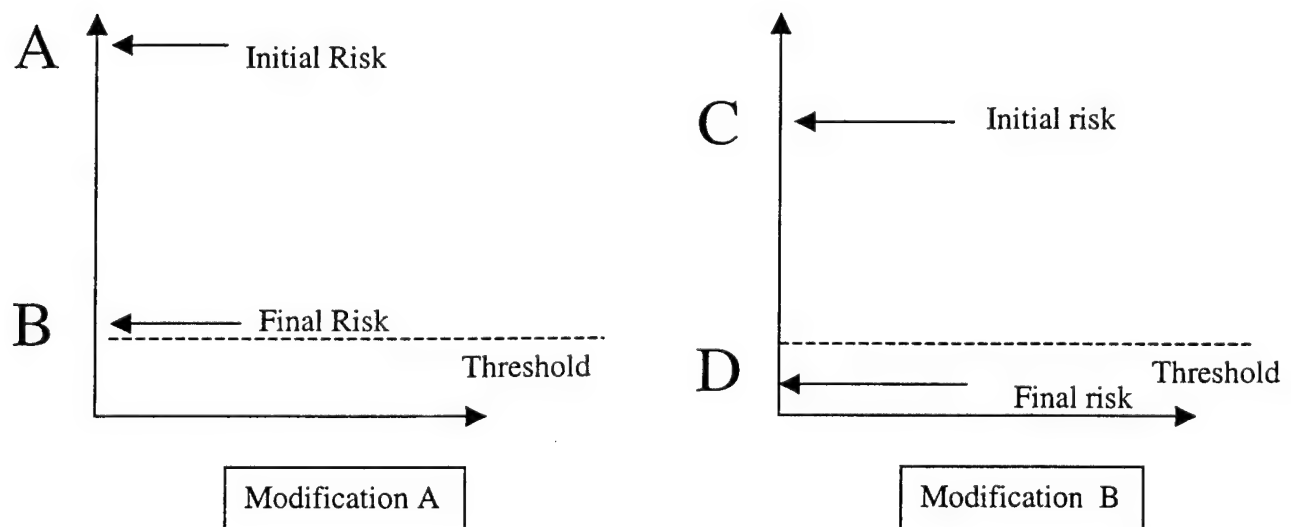 A
Initial Risk
B
Final Risk
Threshold
Modification A
C
Initial risk
D
Threshold
Final risk
Modification B